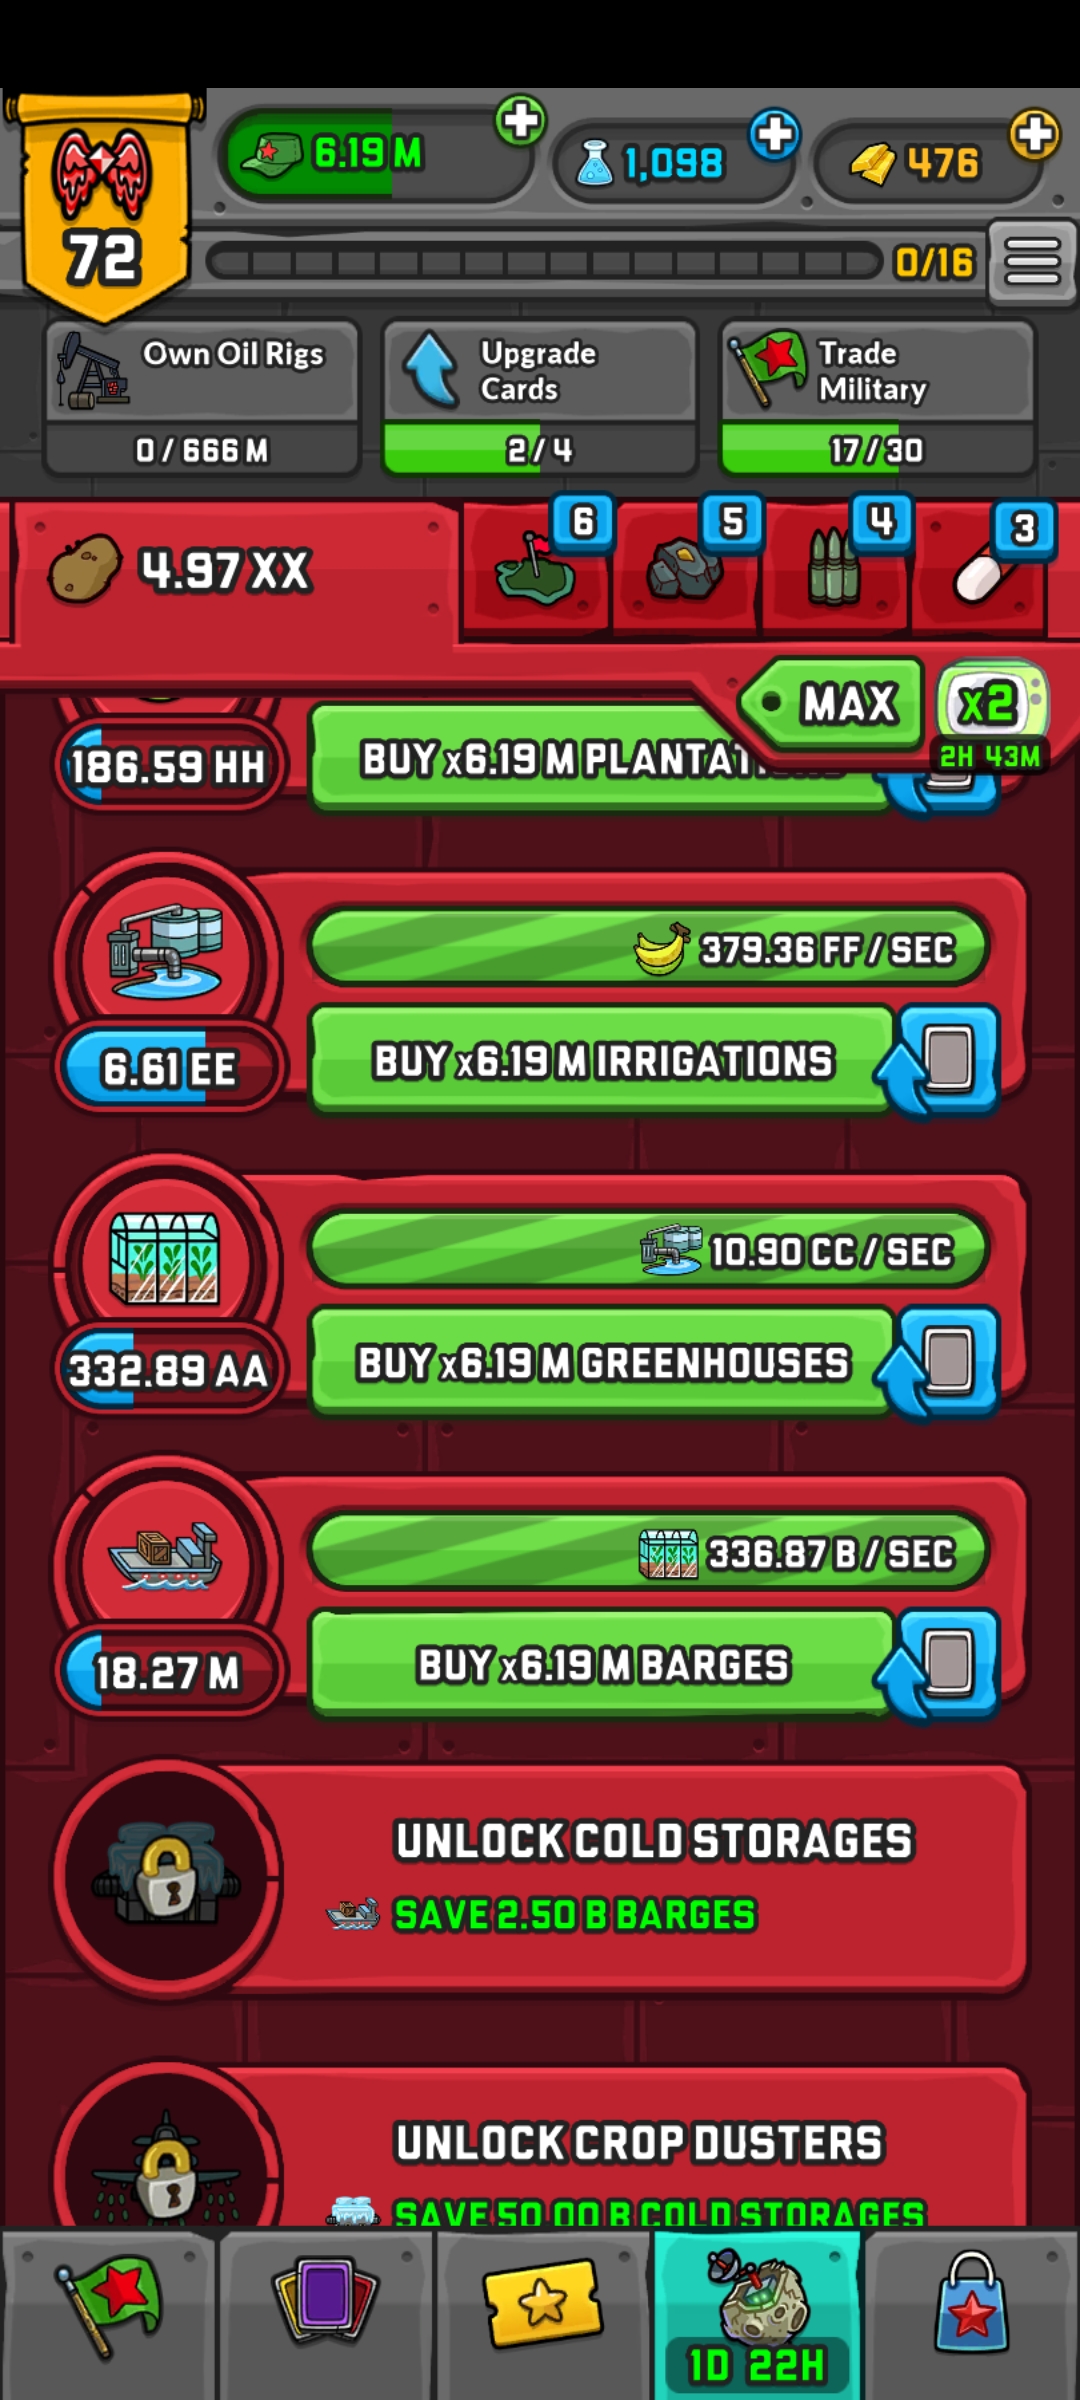 6.19 M
1,098
476
72
0/16
Own Oil Rigs
0 / 666 M
Upgrade
Cards
2 / 4
Trade
Military
17 / 30
4.97 XX
6
5
4
3
MAX
x2
2H 43M
186.59 HH
BUY x6.19 M
379.36 FF / SEC
6.61 EE
BUY x6.19 M IRRIGATIONS
10.90 CC / SEC
332.89 AA
BUY x6.19 M GREENHOUSES
336.87 B / SEC
18.27 M
BUY x6.19 M BARGES
UNLOCK COLD STORAGES
SAVE 2.50 B BARGES
UNLOCK CROP DUSTERS
SAVE 50.00 B COLD STORAGES
1D 22H